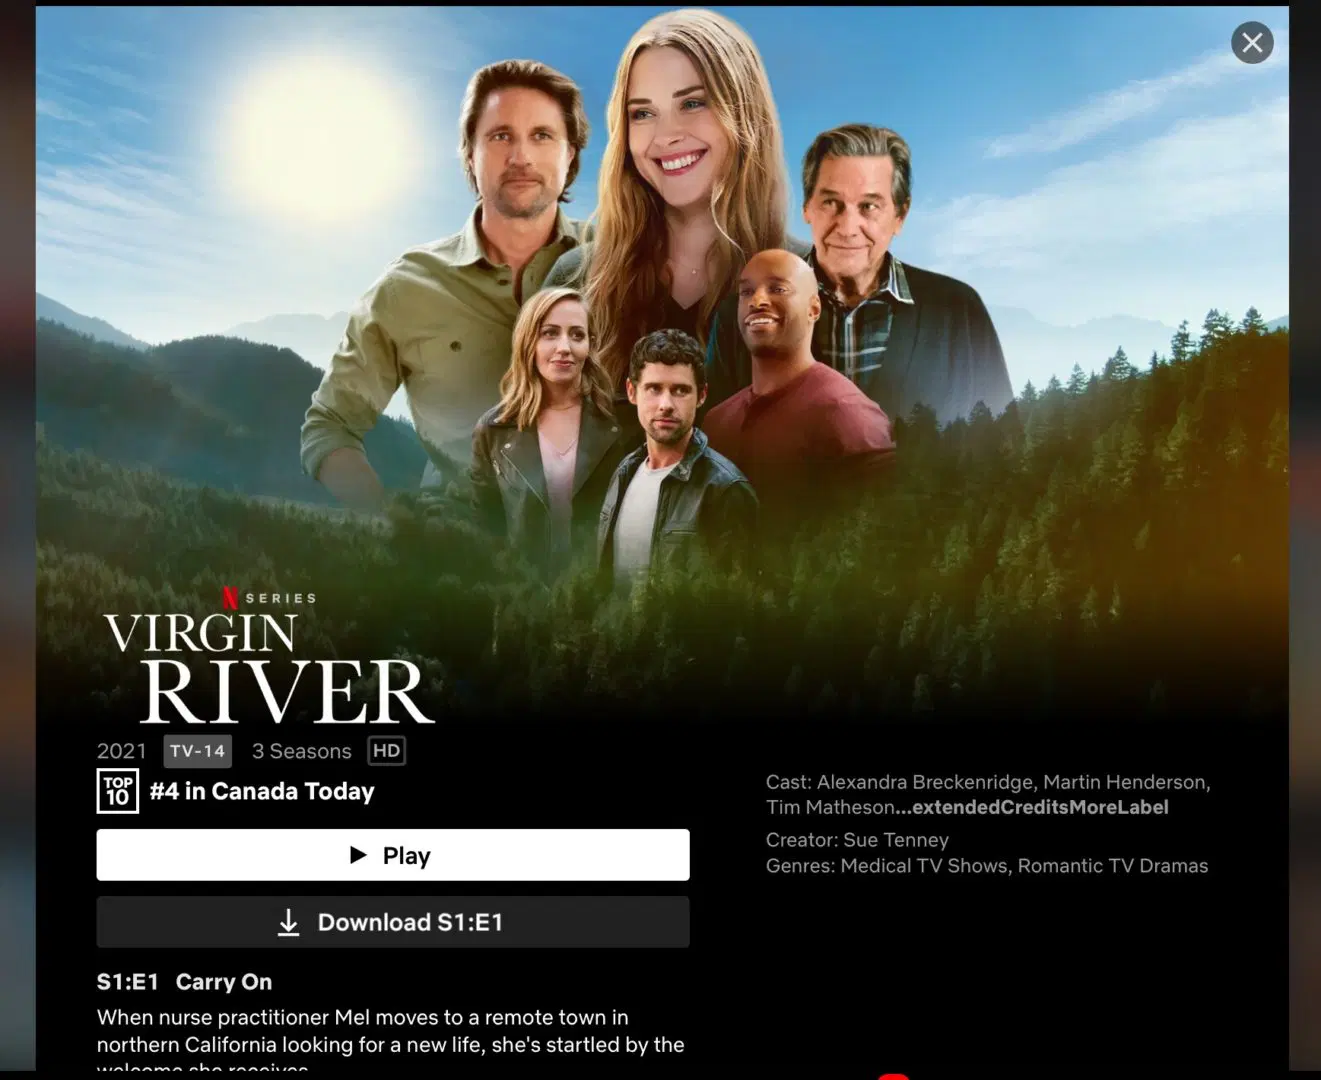 N SERIES
VIRGIN
RIVER
2021 TV-14 3 Seasons HD
TOP
10
#4 in Canada Today
Play
Download S1:E1
S1:E1 Carry On
When nurse practitioner Mel moves to a remote town in
northern California looking for a new life, she's startled by the
welcome she receives
Cast: Alexandra Breckenridge, Martin Henderson,
Tim Matheson...extendedCreditsMoreLabel
Creator: Sue Tenney
Genres: Medical TV Shows, Romantic TV Dramas